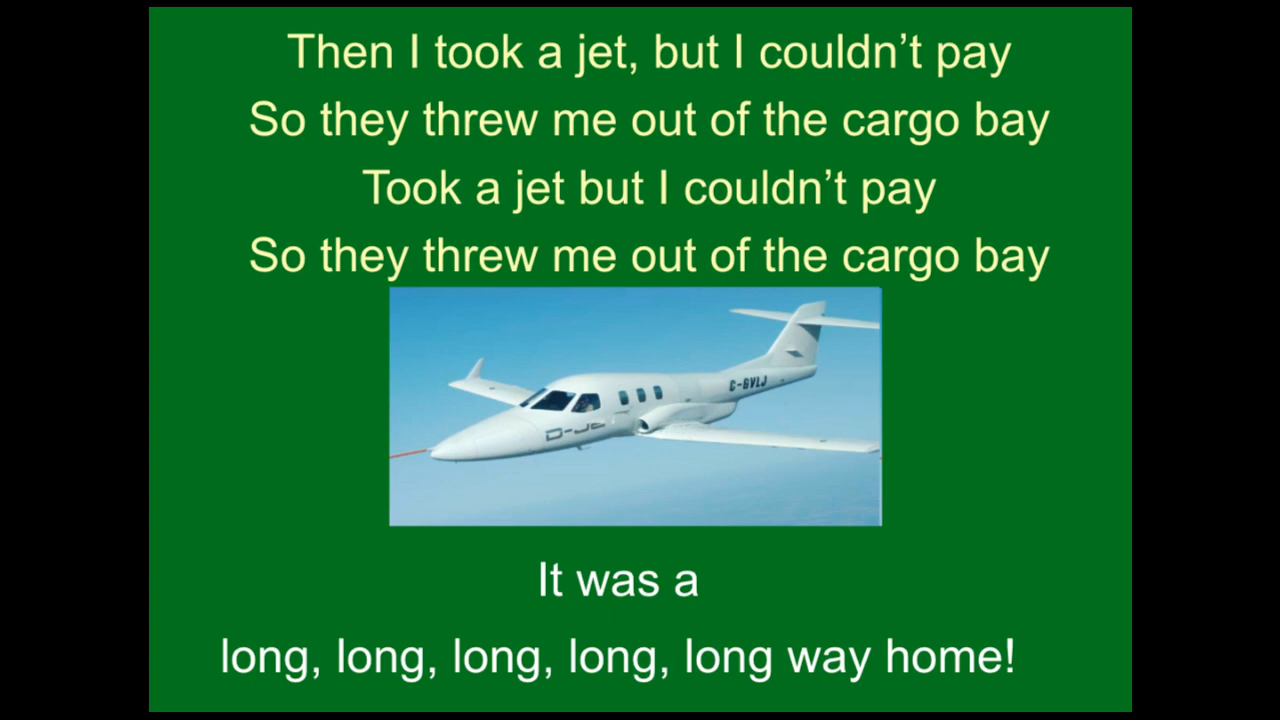 Then I took a jet, but I couldn’t pay
So they threw me out of the cargo bay
Took a jet but I couldn’t pay
So they threw me out of the cargo bay
C-GVLJ
D-JE
It was a
long, long, long, long, long way home!